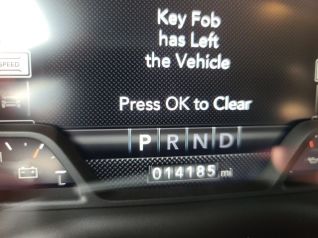 Key Fob
has Left
the Vehicle
SPEED
Press OK to Clear
P R N D
014185 mi
L